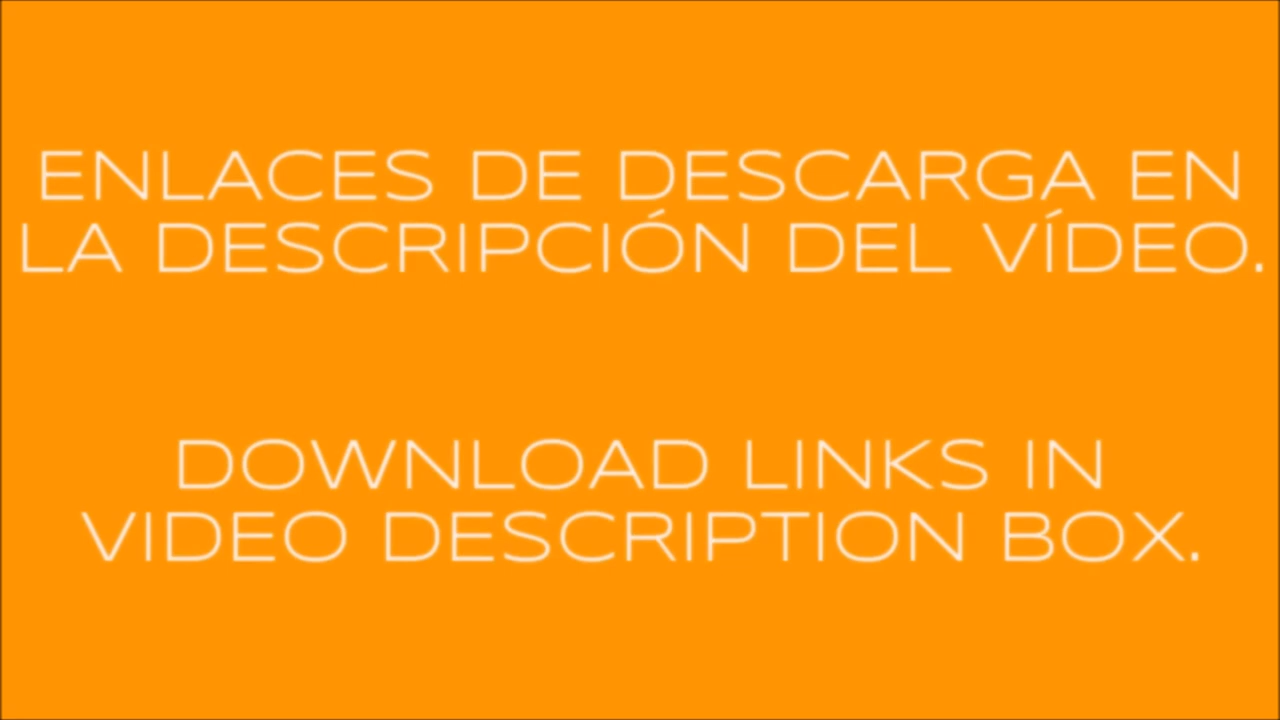 ENLACES DE DESCARGA EN
LA DESCRIPCIÓN DEL VÍDEO.
DOWNLOAD LINKS IN
VIDEO DESCRIPTION BOX.